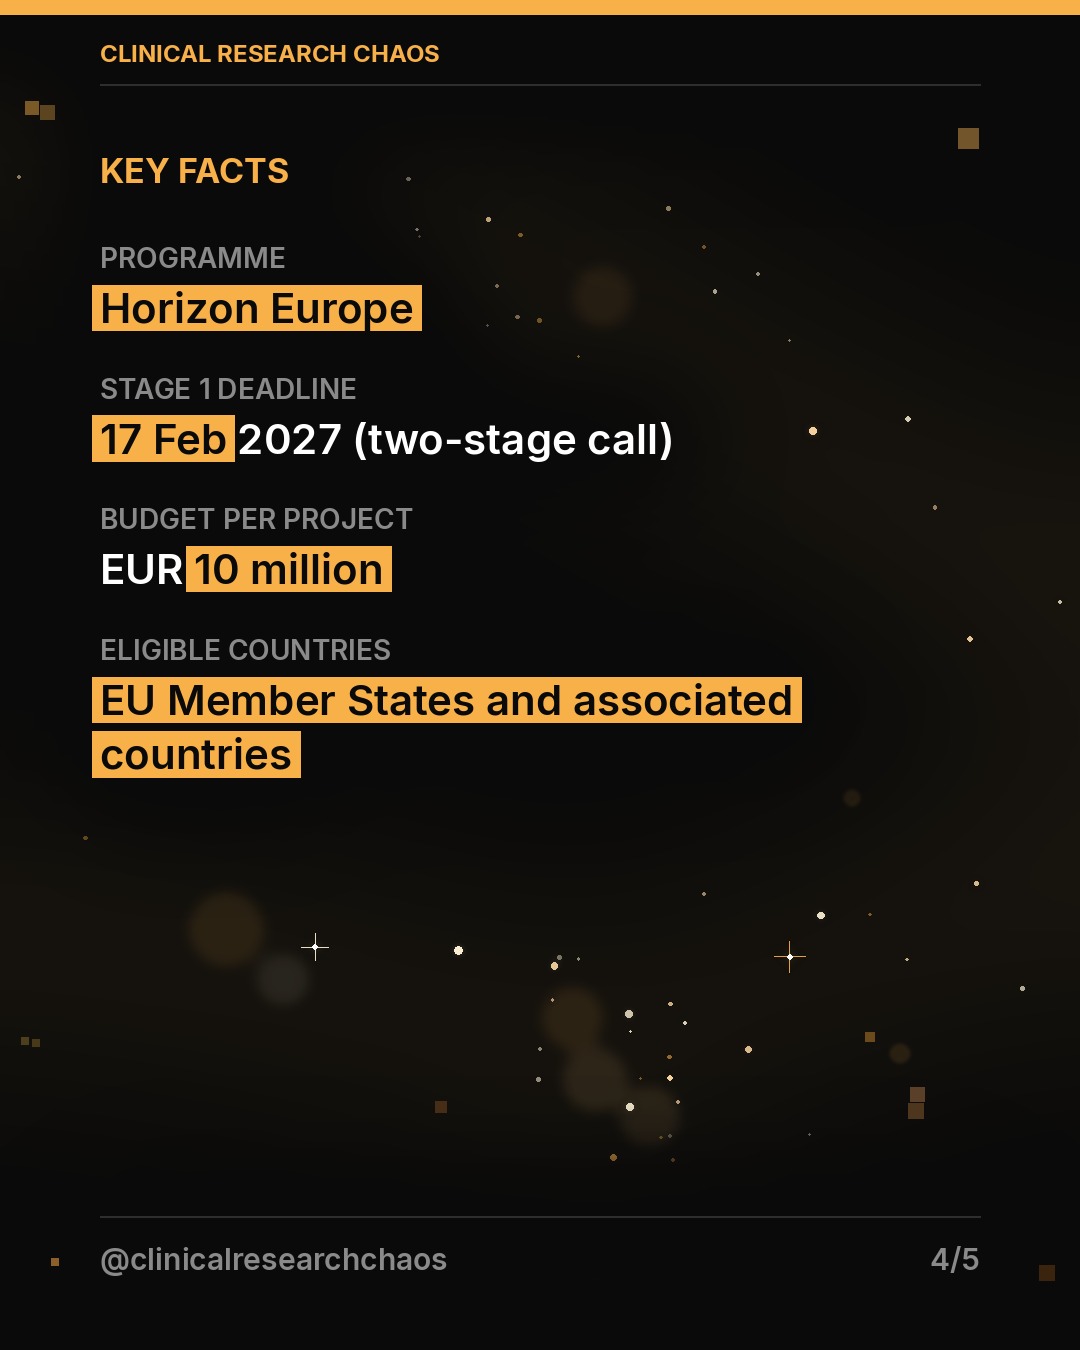 CLINICAL RESEARCH CHAOS
KEY FACTS
PROGRAMME
Horizon Europe
STAGE 1 DEADLINE
17 Feb 2027 (two-stage call)
BUDGET PER PROJECT
EUR 10 million
ELIGIBLE COUNTRIES
EU Member States and associated
countries
@clinicalresearchchaos
4/5